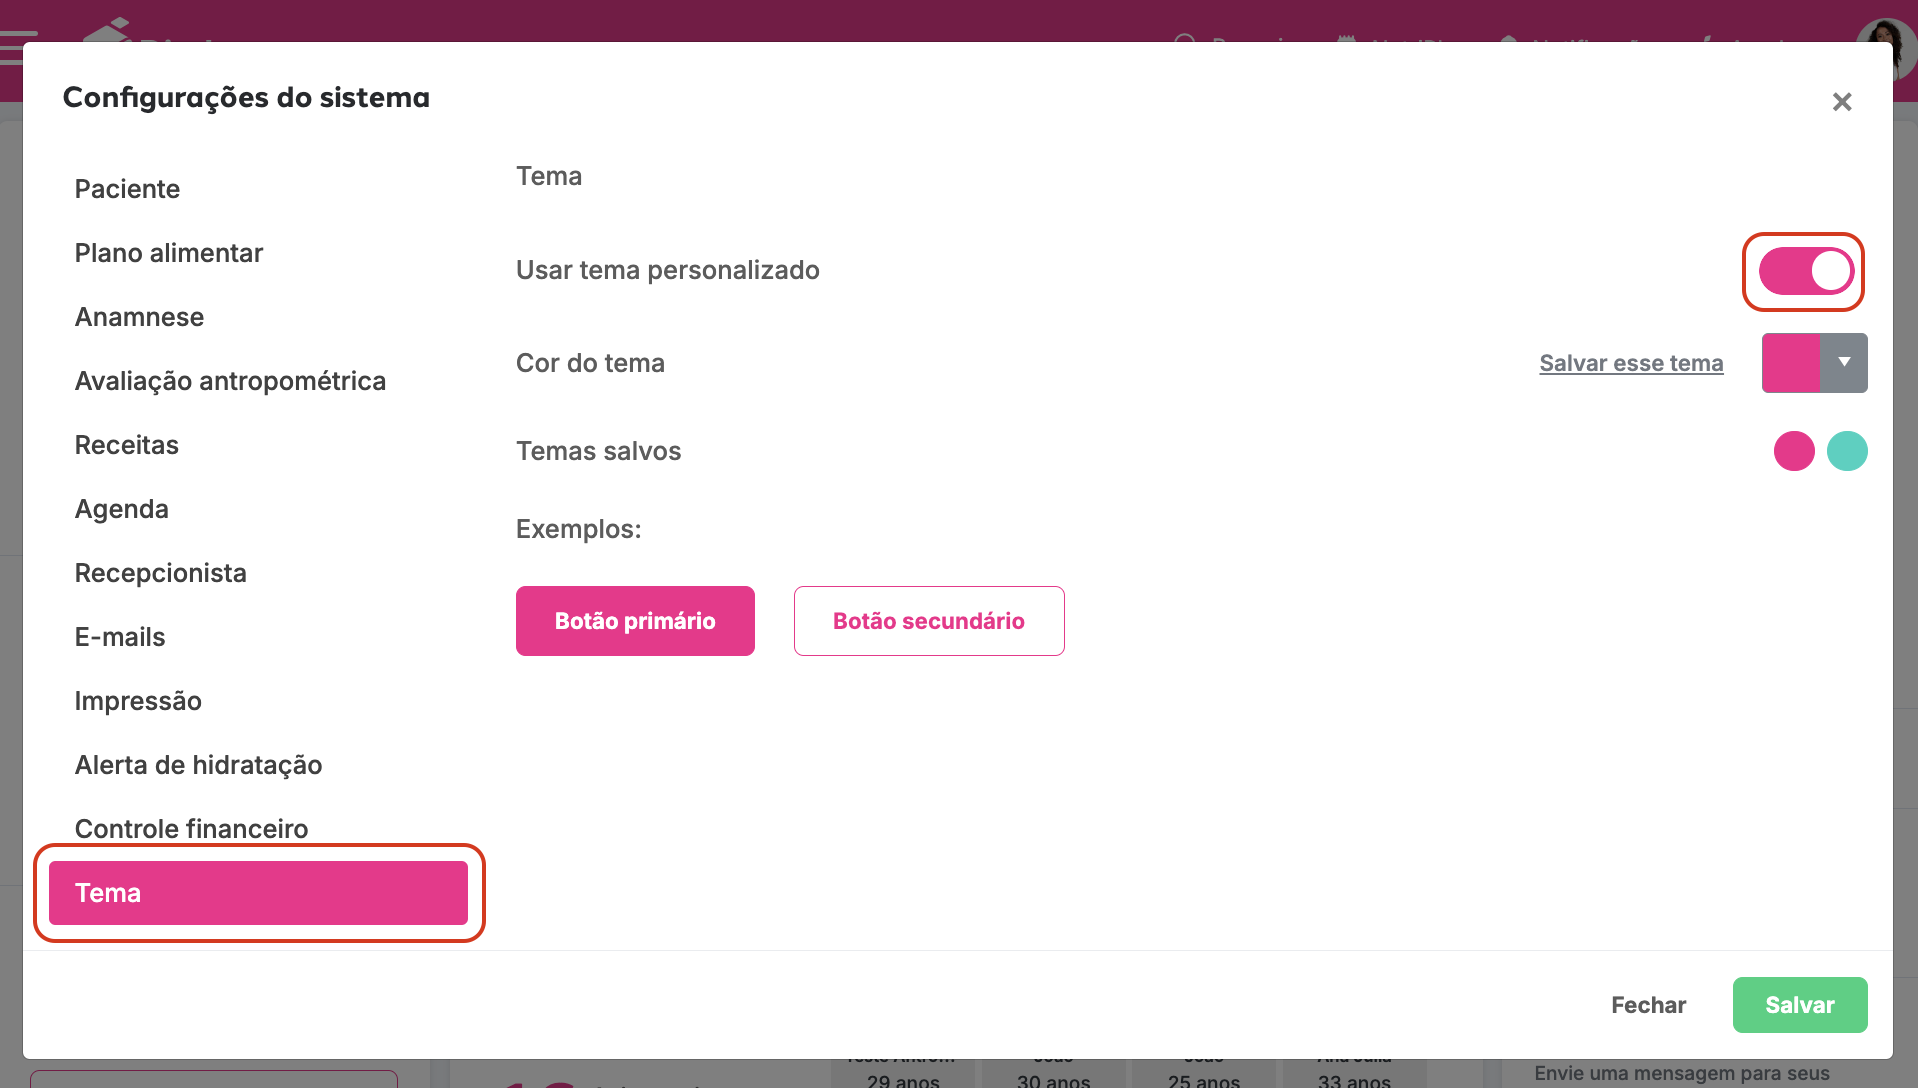 Configurações do sistema
Paciente
Plano alimentar
Anamnese
Avaliação antropométrica
Receitas
Agenda
Recepcionista
E-mails
Impressão
Alerta de hidratação
Controle financeiro
Tema
Tema
Usar tema personalizado
Cor do tema
Salvar esse tema
Temas salvos
Exemplos:
Botão primário
Botão secundário
Fechar
Salvar
29 anos
30 anos
25 anos
33 anos
Envie uma mensagem para seus